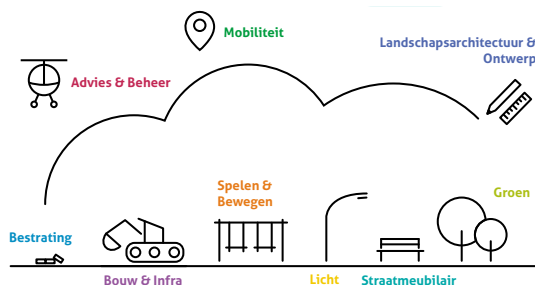 Mobiliteit
Landschapsarchitectuur &
Ontwerp
Advies & Beheer
Spelen &
Bewegen
Groen
Bestrating
Bouw & Infra
Licht
Straatmeubilair